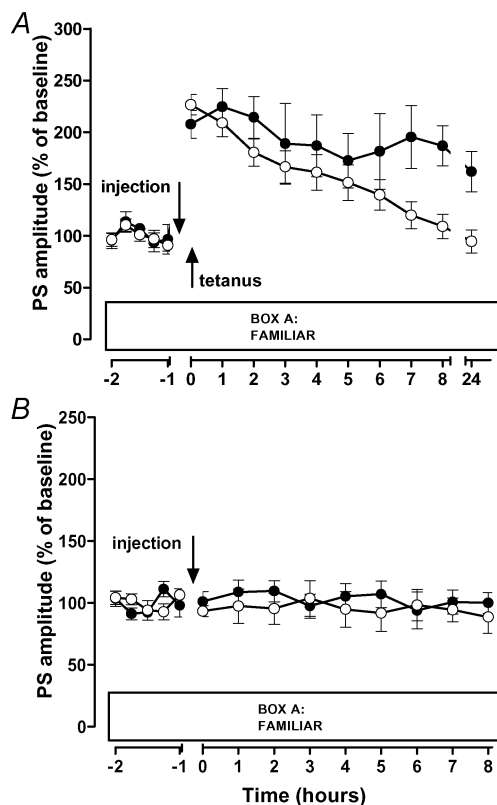 A
PS amplitude (% of baseline)
300
250
200
150
100
50
0
injection
tetanus
BOX A:
FAMILIAR
-2 -1 0 1 2 3 4 5 6 7 8 24
B
PS amplitude (% of baseline)
250
200
150
100
50
0
injection
BOX A:
FAMILIAR
-2 -1 0 1 2 3 4 5 6 7 8
Time (hours)